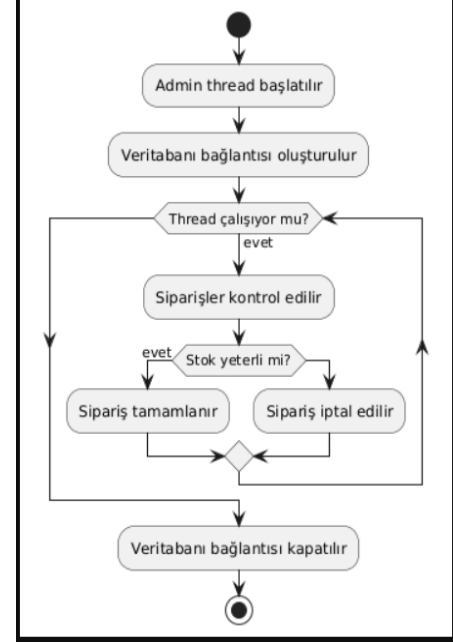 Admin thread başlatılır
Veritabanı bağlantısı oluşturulur
Thread çalışıyor mu?
evet
Siparişler kontrol edilir
evet
Stok yeterli mi?
Sipariş tamamlanır
Sipariş iptal edilir
Veritabanı bağlantısı kapatılır